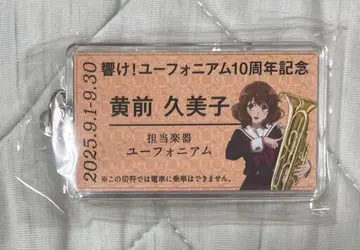 響け!ユーフォニアム10周年記念
2025.9.1-9.30
黄前 久美子
担当楽器
ユーフォニアム
※この切符では電車に乗車はできません。